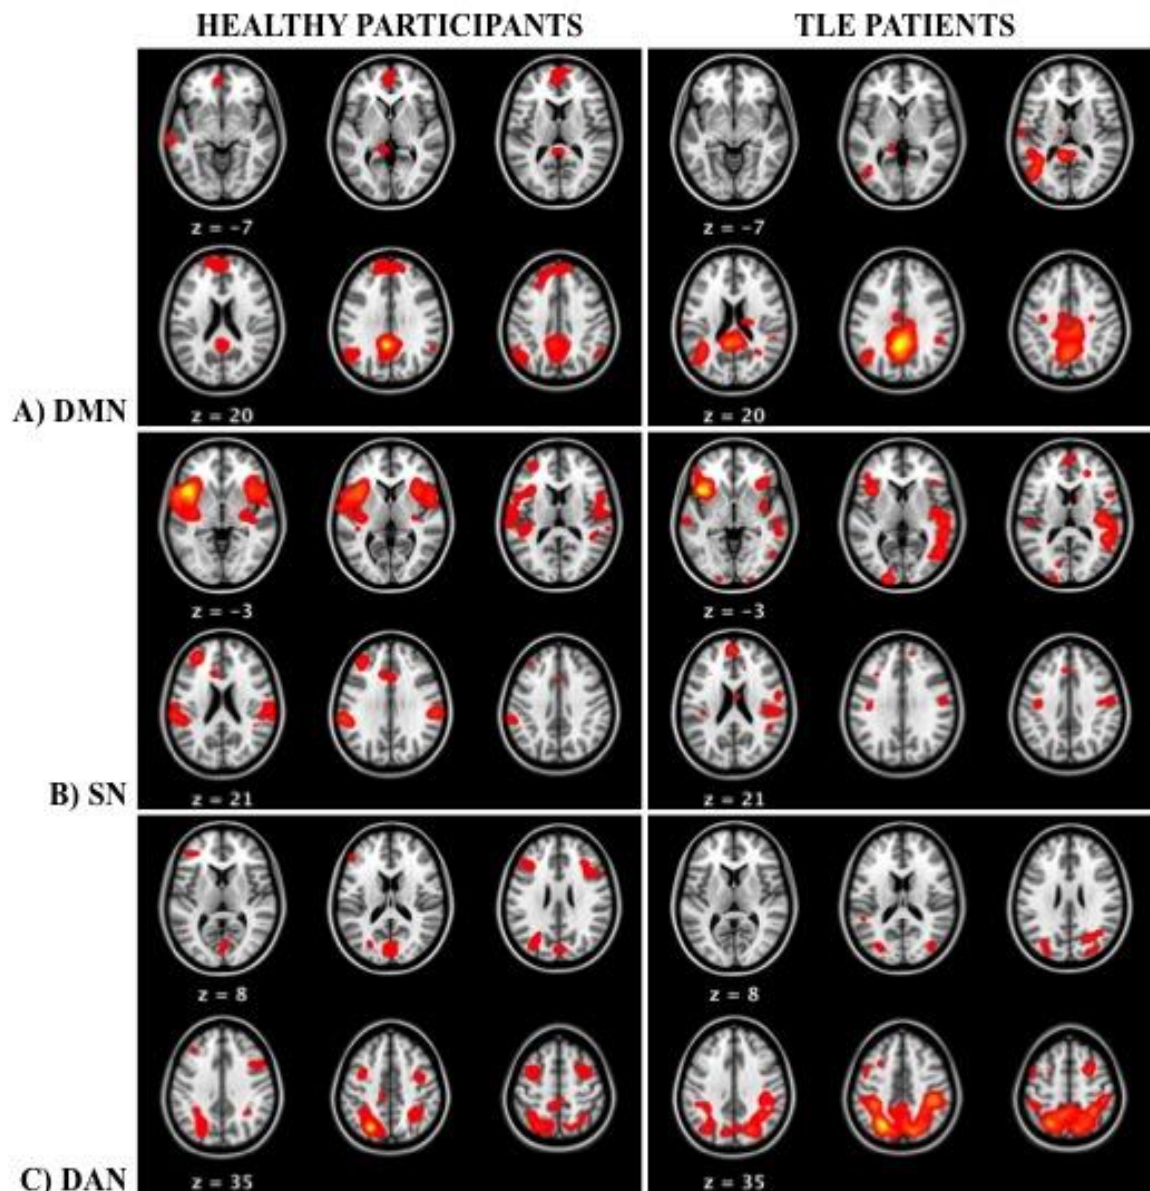 HEALTHY PARTICIPANTS TLE PATIENTS
z = -7 z = -7
A) DMN z = 20 z = 20
z = -3 z = -3
B) SN z = 21 z = 21
z = 8 z = 8
C) DAN z = 35 z = 35